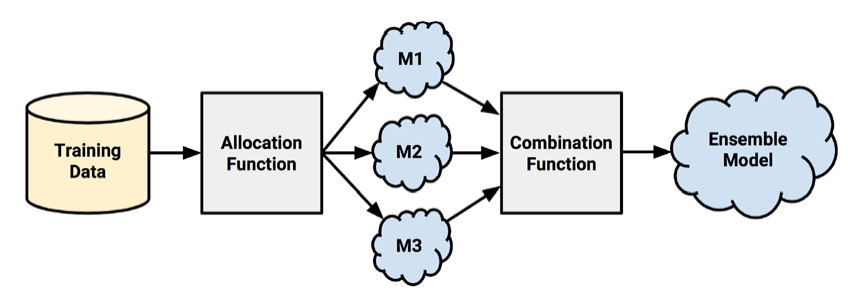 Training
Data
Allocation
Function
M1
M2
M3
Combination
Function
Ensemble
Model